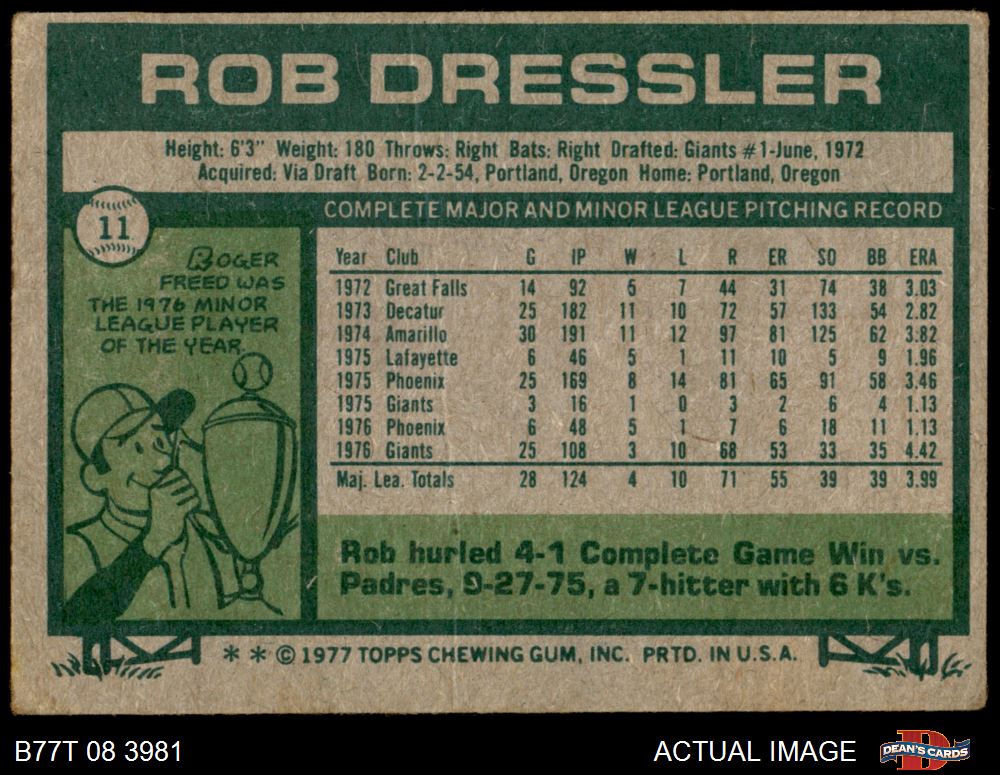 ROB DRESSLER
Height: 6'3" Weight: 180 Throws: Right Bats: Right Drafted: Giants #1-June, 1972
Acquired: Via Draft Born: 2-2-54, Portland, Oregon Home: Portland, Oregon
11
COMPLETE MAJOR AND MINOR LEAGUE PITCHING RECORD
ROGER
FREED WAS
THE 1976 MINOR
LEAGUE PLAYER
OF THE YEAR.
Year Club G IP W L R ER SO BB ERA
1972 Great Falls 14 92 5 7 44 31 74 38 3.03
1973 Decatur 25 182 11 10 72 57 133 54 2.82
1974 Amarillo 30 191 11 12 97 81 125 62 3.82
1975 Lafayette 6 46 5 1 11 10 5 9 1.96
1975 Phoenix 25 169 8 14 81 65 91 58 3.46
1975 Giants 3 16 1 0 3 2 6 4 1.13
1976 Phoenix 6 48 5 1 7 6 18 11 1.13
1976 Giants 25 108 3 10 68 53 33 35 4.42
Maj. Lea. Totals 28 124 4 10 71 55 39 39 3.99
Rob hurled 4-1 Complete Game Win vs.
Padres, 9-27-75, a 7-hitter with 6 K's.
* * © 1977 TOPPS CHEWING GUM, INC. PRTD. IN U.S.A.
B77T 08 3981
ACTUAL IMAGE
D
DEAN'S CARDS